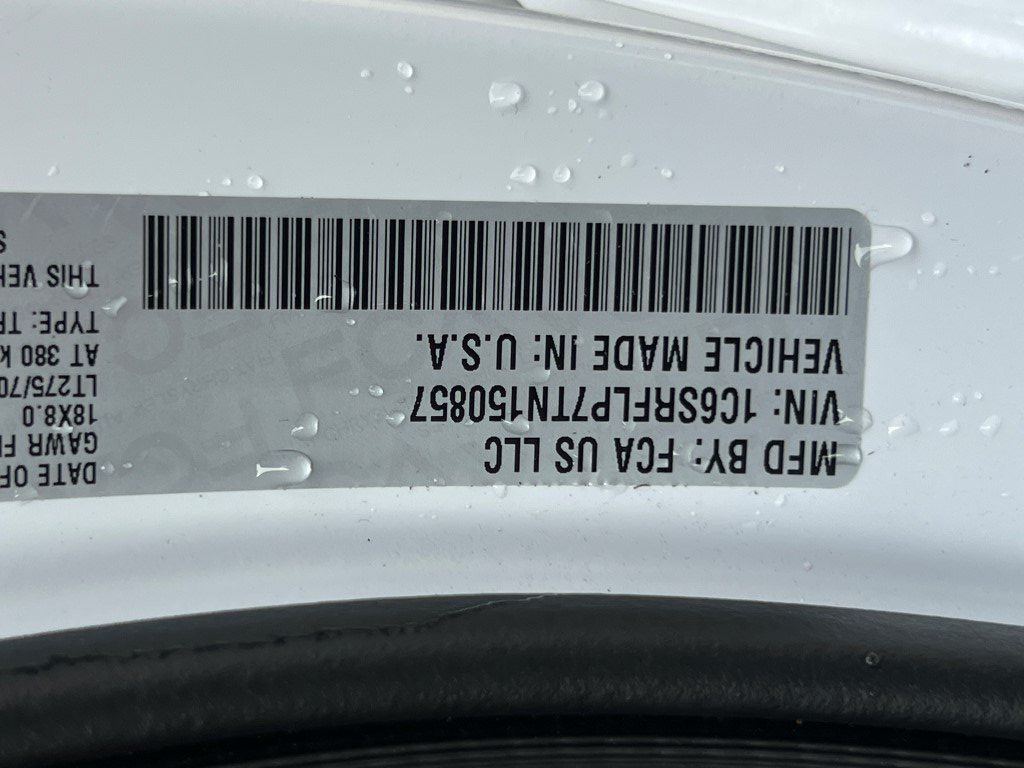 MFD BY: FCA US LLC
VIN: 1C6SRFLP7TN150857
VEHICLE MADE IN: U.S.A.
DATE OF
GAWR
18X8.0
LT275/70
AT 380
TYPE:
THIS